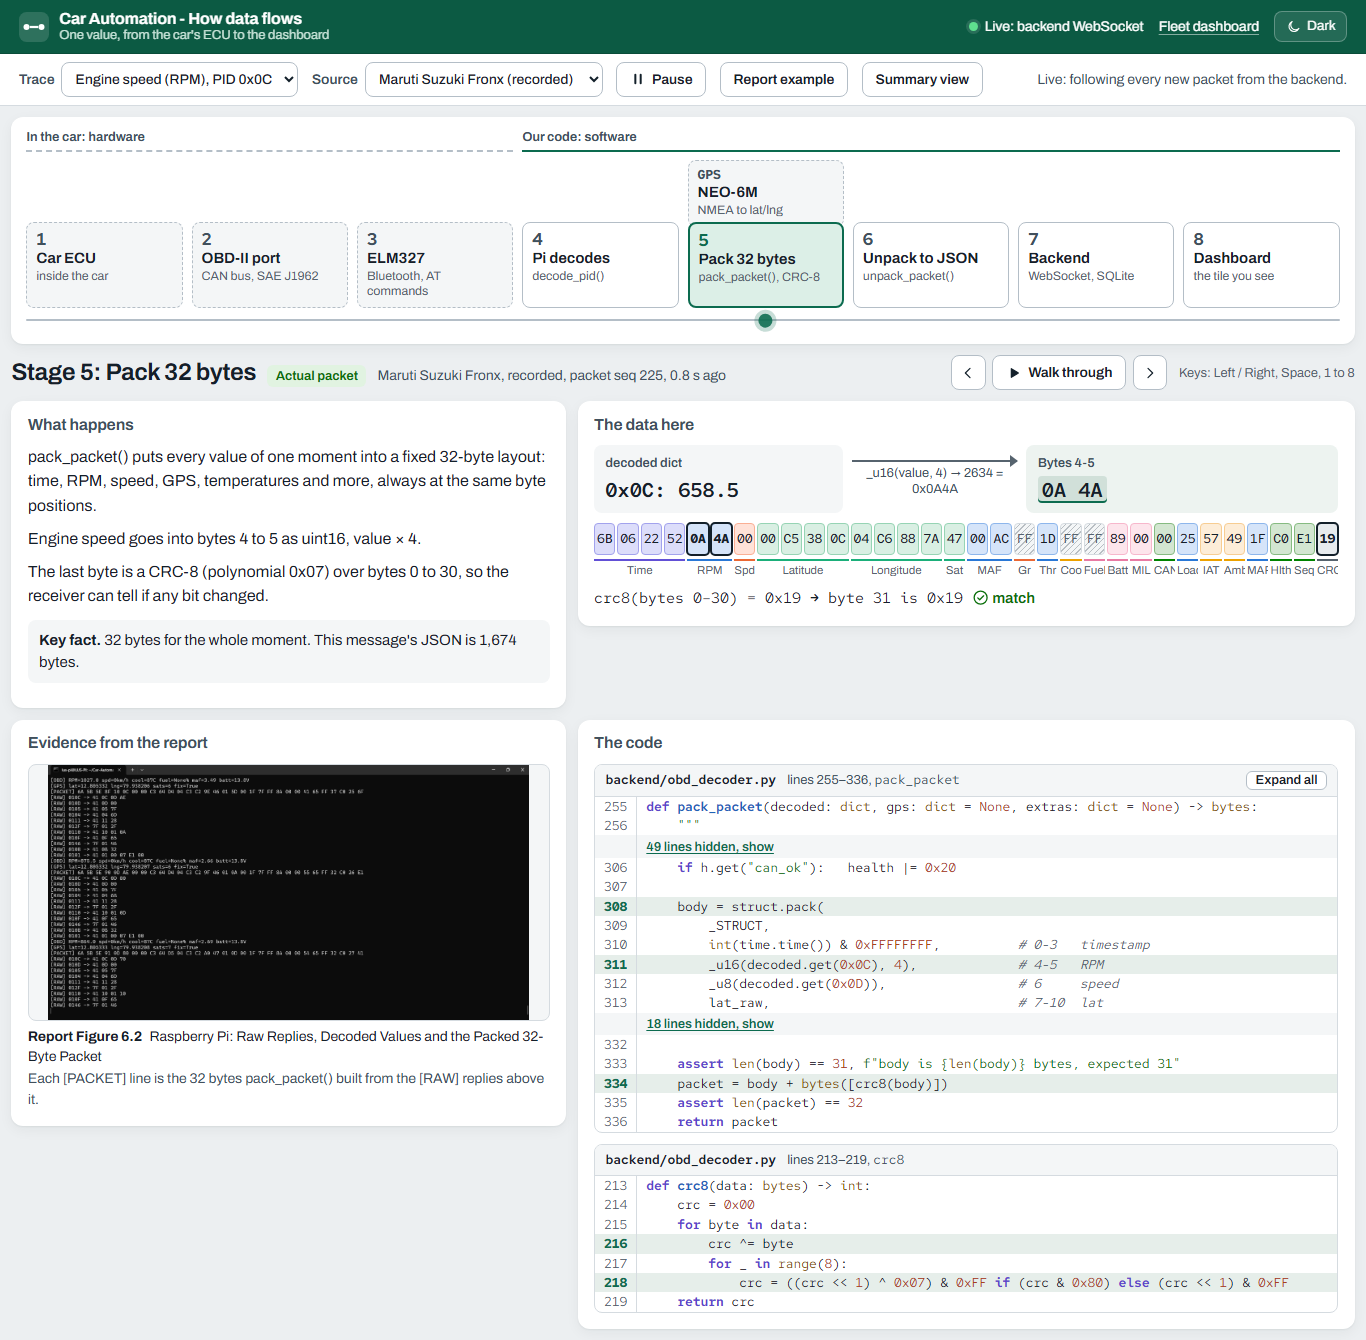 Car Automation - How data flows
One value, from the car's ECU to the dashboard
Live: backend WebSocket
Fleet dashboard
Dark
Trace
Engine speed (RPM), PID 0x0C
Source
Maruti Suzuki Fronx (recorded)
Pause
Report example
Summary view
Live: following every new packet from the backend.
In the car: hardware
Our code: software
GPS
NEO-6M
NMEA to lat/lng
1
Car ECU
inside the car
2
OBD-II port
CAN bus, SAE J1962
3
ELM327
Bluetooth, AT
commands
4
Pi decodes
decode_pid()
5
Pack 32 bytes
pack_packet(), CRC-8
6
Unpack to JSON
unpack_packet()
7
Backend
WebSocket, SQLite
8
Dashboard
the tile you see
Stage 5: Pack 32 bytes
Actual packet
Maruti Suzuki Fronx, recorded, packet seq 225, 0.8 s ago
Walk through
Keys: Left / Right, Space, 1 to 8
What happens
pack_packet() puts every value of one moment into a fixed 32-byte layout:
time, RPM, speed, GPS, temperatures and more, always at the same byte
positions.
Engine speed goes into bytes 4 to 5 as uint16, value × 4.
The last byte is a CRC-8 (polynomial 0x07) over bytes 0 to 30, so the
receiver can tell if any bit changed.
Key fact. 32 bytes for the whole moment. This message's JSON is 1,674
bytes.
The data here
decoded dict
0x0C: 658.5
_u16(value, 4) → 2634 =
0x0A4A
Bytes 4-5
0A 4A
6B 06 22 52 0A 4A 00 00 C5 38 0C 04 C6 88 7A 47 00 AC FF 1D FF FF 89 00 00 25 57 49 1F C0 E1 19
Time RPM Spd Latitude Longitude Sat MAF Gr Thr Coo Fuel Batt MIL CAN Loac IAT Amt MAF Hlth Seq CRC
crc8(bytes 0–30) = 0x19 → byte 31 is 0x19 match
Evidence from the report
Report Figure 6.2 Raspberry Pi: Raw Replies, Decoded Values and the Packed 32-
Byte Packet
Each [PACKET] line is the 32 bytes pack_packet() built from the [RAW] replies above
it.
The code
backend/obd_decoder.py lines 255–336, pack_packet
Expand all
255 def pack_packet(decoded: dict, gps: dict = None, extras: dict = None) -> bytes:
256 """
49 lines hidden, show
306 if h.get("can_ok"): health |= 0x20
307
308 body = struct.pack(
309 _STRUCT,
310 int(time.time()) & 0xFFFFFFFF, # 0-3 timestamp
311 _u16(decoded.get(0x0C), 4), # 4-5 RPM
312 _u8(decoded.get(0x0D)), # 6 speed
313 lat_raw, # 7-10 lat
18 lines hidden, show
332
333 assert len(body) == 31, f"body is {len(body)} bytes, expected 31"
334 packet = body + bytes([crc8(body)])
335 assert len(packet) == 32
336 return packet
backend/obd_decoder.py lines 213–219, crc8
213 def crc8(data: bytes) -> int:
214 crc = 0x00
215 for byte in data:
216 crc ^= byte
217 for _ in range(8):
218 crc = ((crc << 1) ^ 0x07) & 0xFF if (crc & 0x80) else (crc << 1) & 0xFF
219 return crc